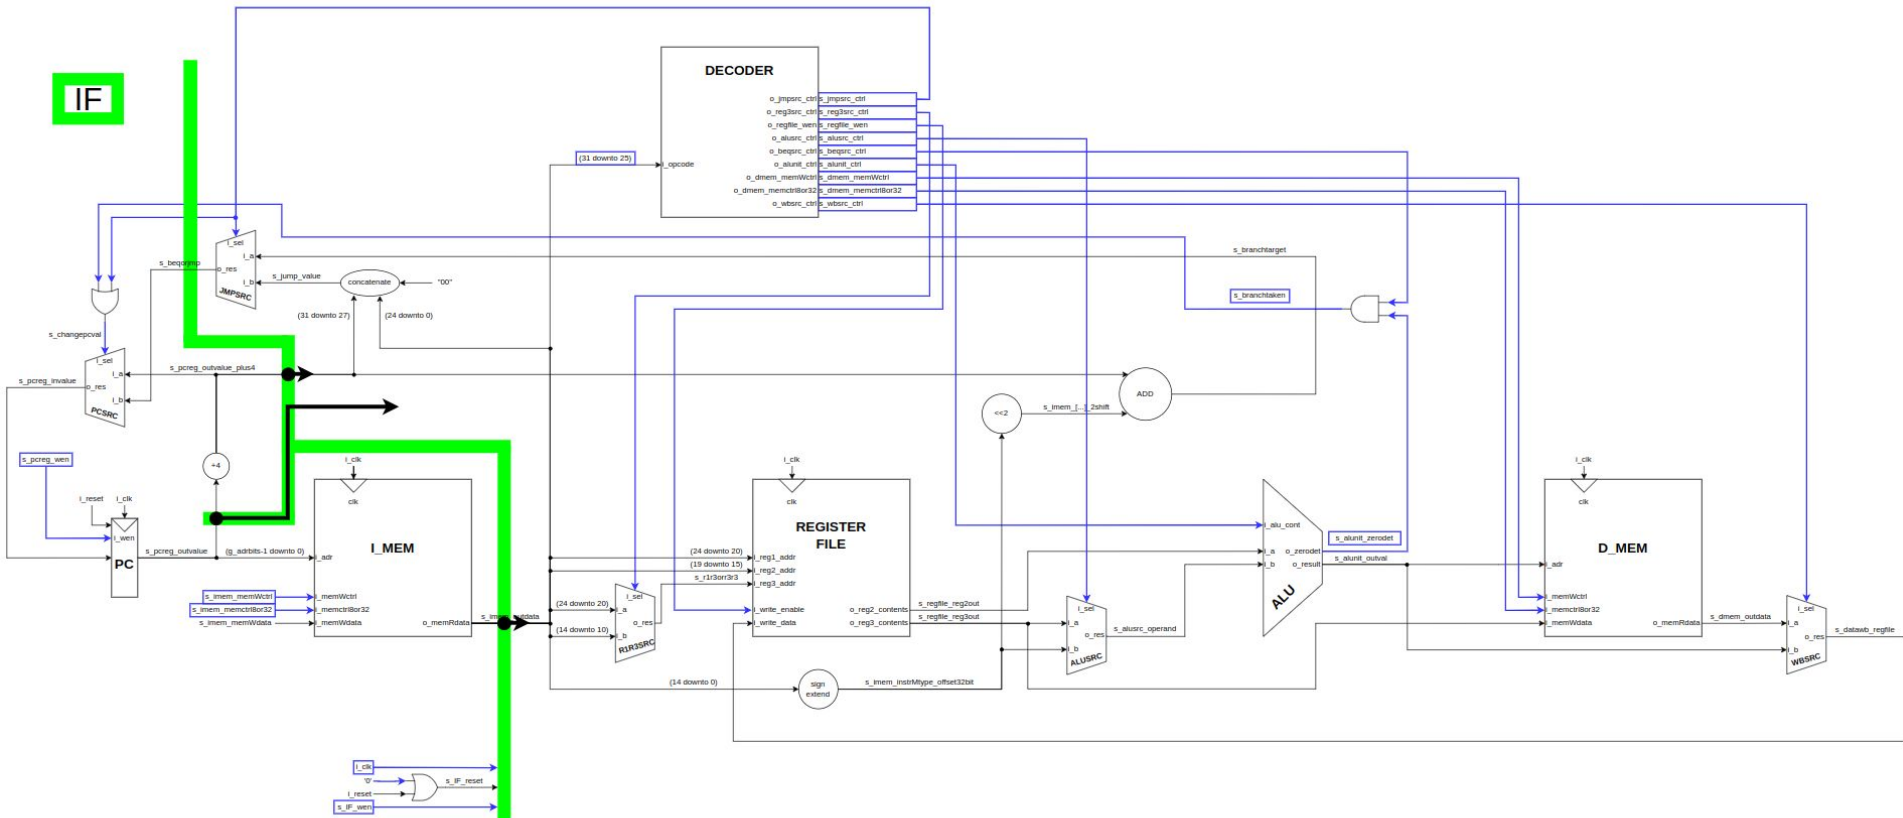 IF
DECODER
o_jmpsrc_ctrl s_jmpsrc_ctrl
o_reg3src_ctrl s_reg3src_ctrl
o_regfile_wen s_regfile_wen
o_alusrc_ctrl s_alusrc_ctrl
o_beqsrc_ctrl s_beqsrc_ctrl
o_alunit_ctrl s_alunit_ctrl
o_dmem_memWctrl s_dmem_memWctrl
o_dmem_memctrl8or32 s_dmem_memctrl8or32
o_wbsrc_ctrl s_wbsrc_ctrl
(31 downto 25)
i_opcode
i_sel
i_a
o_res
i_b
JMPSRC
s_beqorjmp
s_jump_value
concatenate
"00"
(31 downto 27)
(24 downto 0)
s_branchtarget
s_branchtaken
s_changepcval
i_sel
i_a
o_res
i_b
PCSRC
s_pcreg_invalue
s_pcreg_outvalue_plus4
ADD
<<2
s_imem_[...]_2shift
s_pcreg_wen
+4
i_reset
i_clk
i_wen
PC
s_pcreg_outvalue
(g_adrbits-1 downto 0)
i_clk
clk
I_MEM
i_adr
i_memWctrl
i_memctrl8or32
i_memWdata
o_memRdata
s_imem_memWctrl
s_imem_memctrl8or32
s_imem_memWdata
s_imem_outdata
(24 downto 20)
(19 downto 15)
s_r1r3orr3r3
(24 downto 20)
(14 downto 10)
i_sel
i_a
o_res
i_b
R1R3SRC
i_clk
clk
REGISTER
FILE
i_reg1_addr
i_reg2_addr
i_reg3_addr
i_write_enable
i_write_data
o_reg2_contents
o_reg3_contents
s_regfile_reg2out
s_regfile_reg3out
(14 downto 0)
sign
extend
s_imem_instrMtype_offset32bit
i_sel
i_a
o_res
i_b
ALUSRC
s_alusrc_operand
i_alu_cont
i_a
i_b
o_zerodet
o_result
ALU
s_alunit_zerodet
s_alunit_outval
i_clk
clk
D_MEM
i_adr
i_memWctrl
i_memctrl8or32
i_memWdata
o_memRdata
s_dmem_outdata
i_sel
i_a
o_res
i_b
WBSRC
s_datawb_regfile
i_clk
'0'
i_reset
s_IF_reset
s_IF_wen